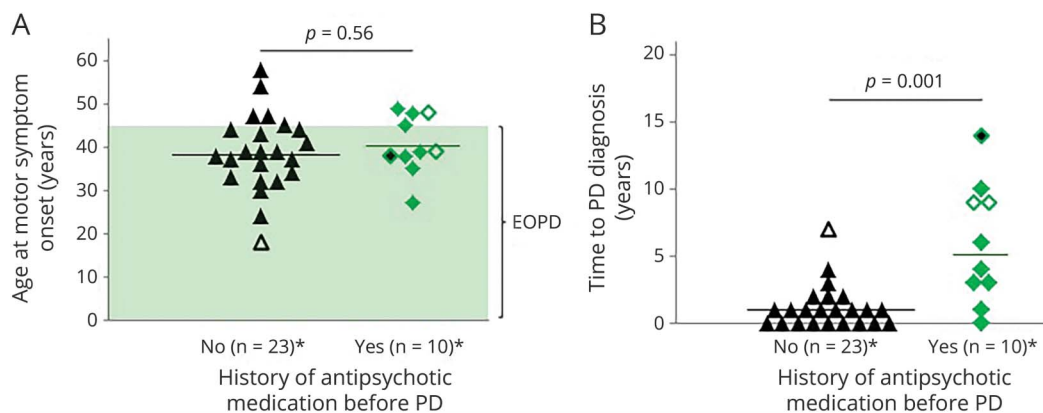 A
p = 0.56
Age at motor symptom
onset (years)
60
50
40
30
20
10
0
EOPD
No (n = 23)*
Yes (n = 10)*
History of antipsychotic
medication before PD
B
p = 0.001
Time to PD diagnosis
(years)
20
15
10
5
0
No (n = 23)*
Yes (n = 10)*
History of antipsychotic
medication before PD